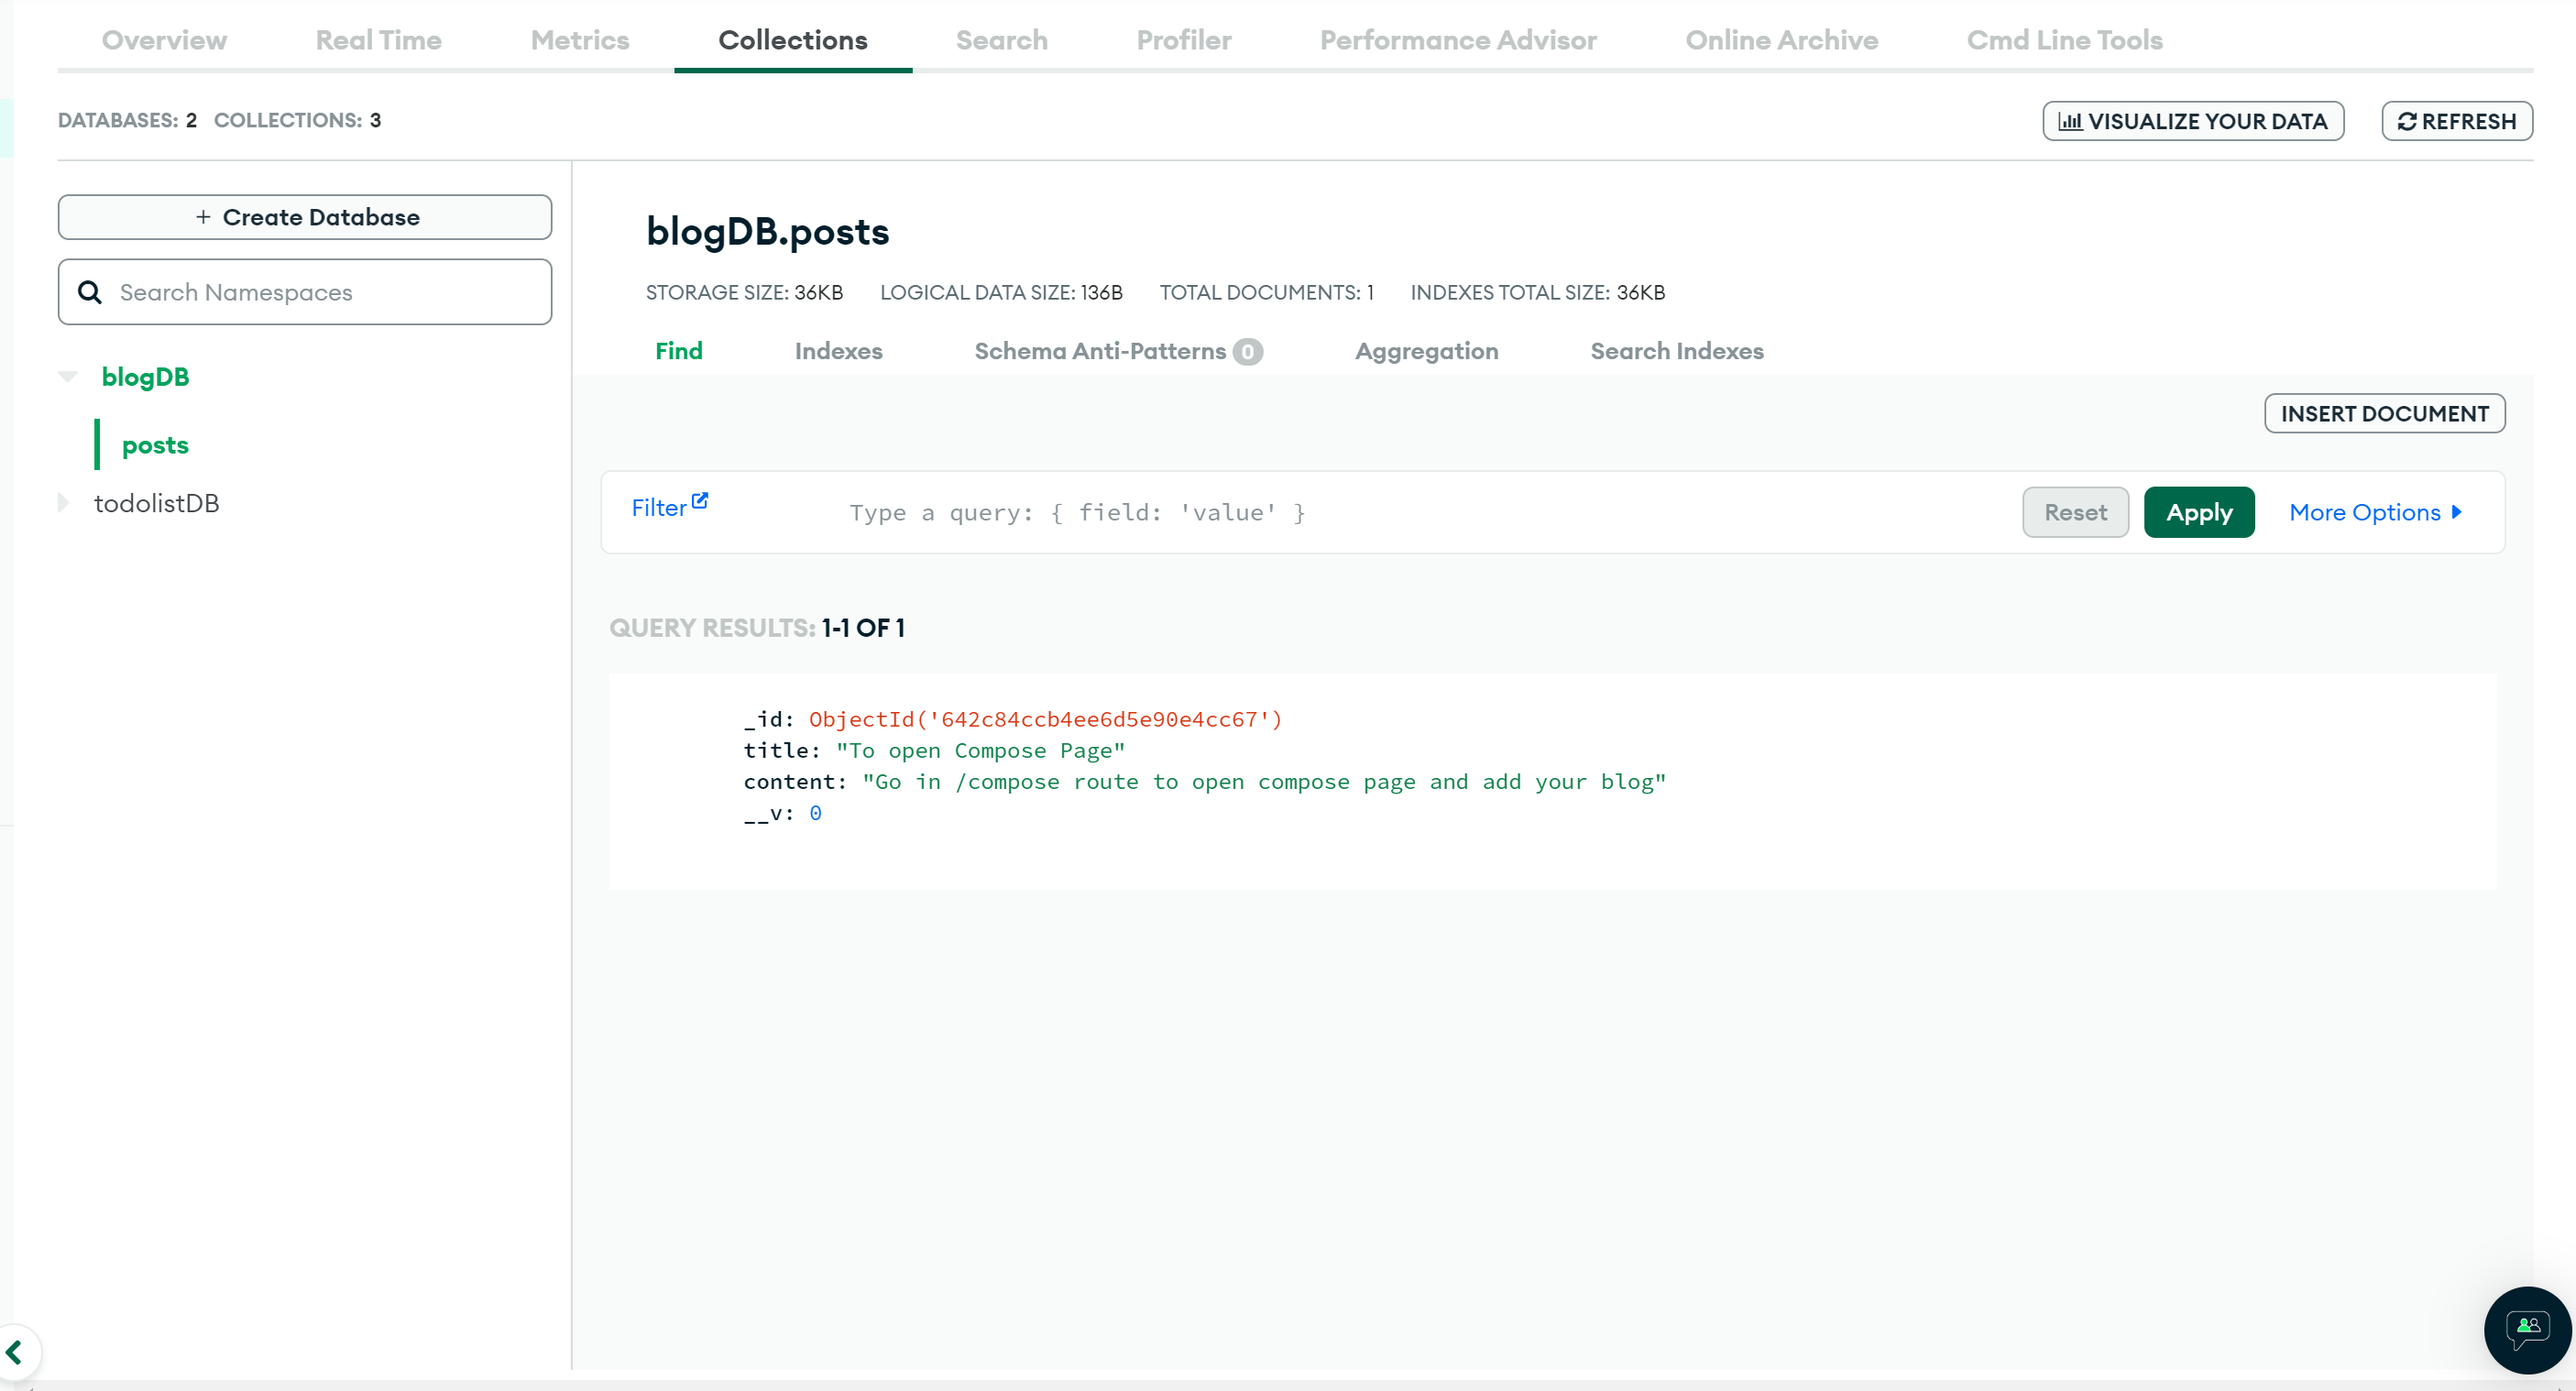 Overview Real Time Metrics Collections Search Profiler Performance Advisor Online Archive Cmd Line Tools
DATABASES: 2 COLLECTIONS: 3 VISUALIZE YOUR DATA REFRESH
+ Create Database
Search Namespaces
blogDB
posts
todolistDB
blogDB.posts
STORAGE SIZE: 36KB LOGICAL DATA SIZE: 136B TOTAL DOCUMENTS: 1 INDEXES TOTAL SIZE: 36KB
Find Indexes Schema Anti-Patterns 0 Aggregation Search Indexes
INSERT DOCUMENT
Filter Type a query: { field: 'value' } Reset Apply More Options
QUERY RESULTS: 1-1 OF 1
_id: ObjectId('642c84ccb4ee6d5e90e4cc67')
title: "To open Compose Page"
content: "Go in /compose route to open compose page and add your blog"
__v: 0